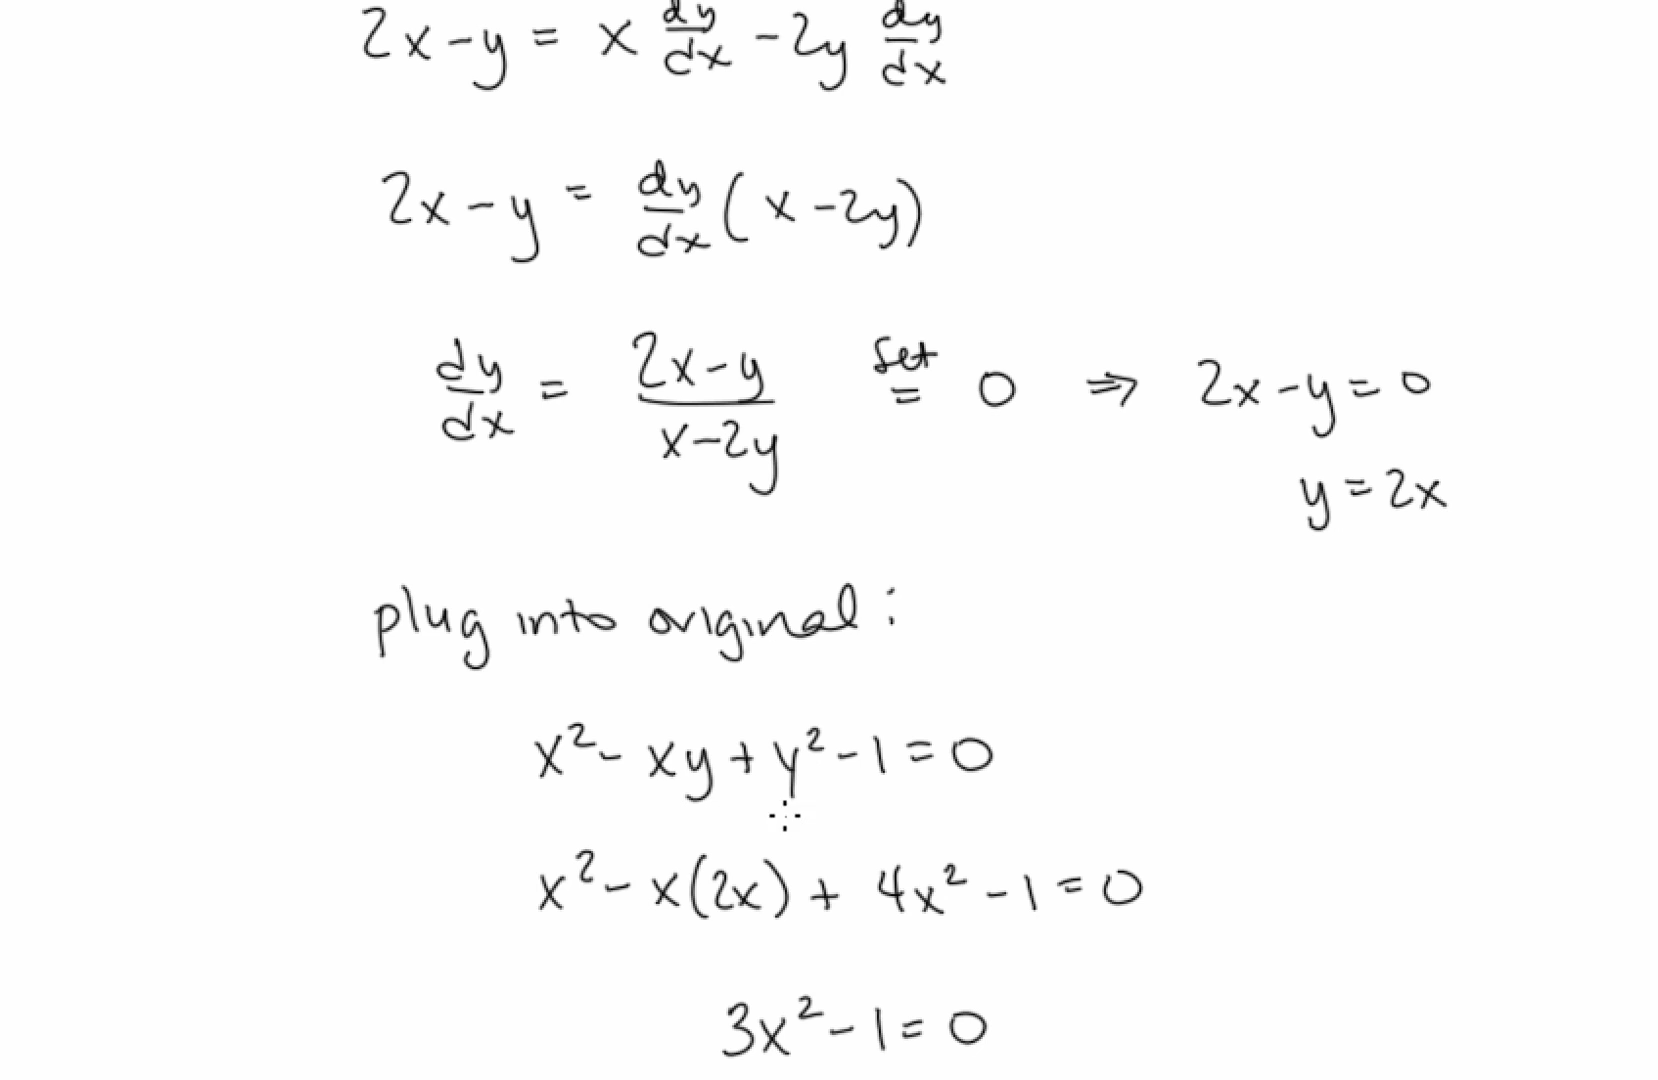 2x-y = x dy/dx - 2y dy/dx
2x-y = dy/dx (x-2y)
dy/dx = (2x-y)/(x-2y) set = 0 ⇒ 2x-y=0
y=2x
plug into original:
x²- xy + y²-1=0
x²- x(2x) + 4x²-1=0
3x²-1=0